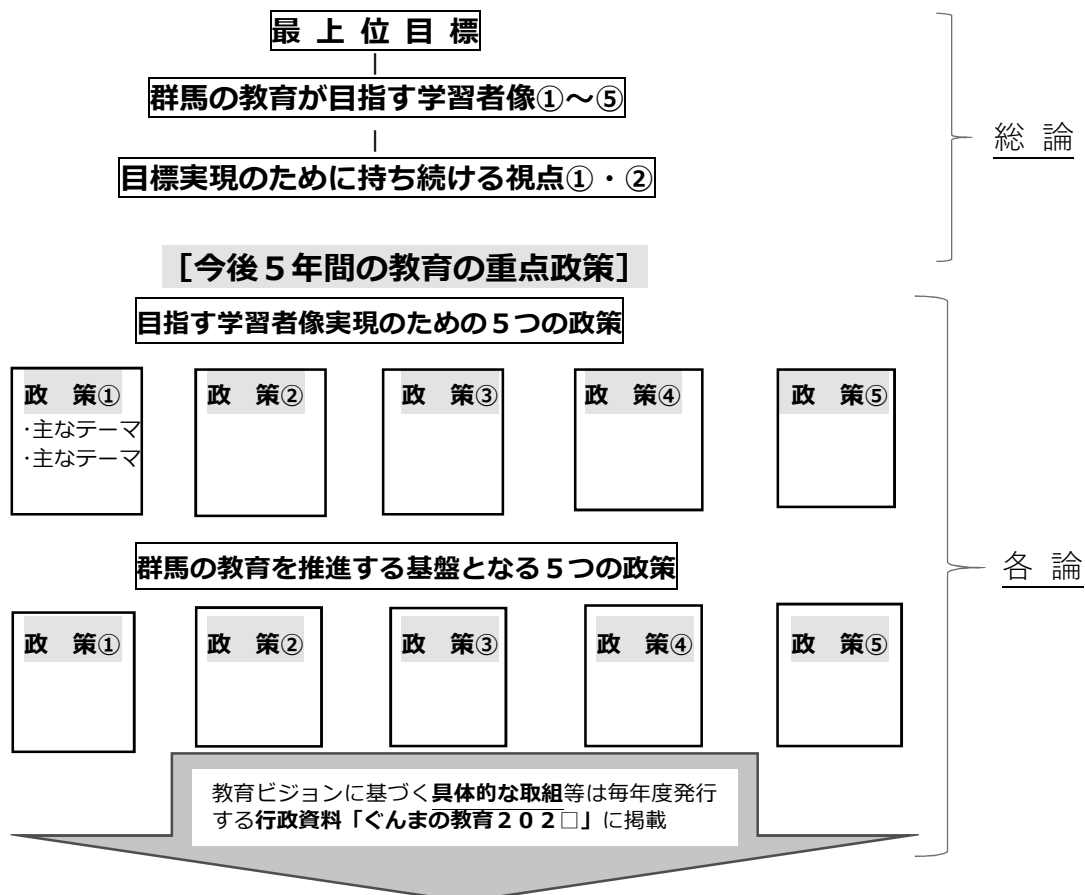 最 上 位 目 標
群馬の教育が目指す学習者像①～⑤
目標実現のために持ち続ける視点①・②
総 論
［今後５年間の教育の重点政策］
目指す学習者像実現のための５つの政策
政　策①
·主なテーマ
·主なテーマ
政　策②
政　策③
政　策④
政　策⑤
群馬の教育を推進する基盤となる５つの政策
各 論
政　策①
政　策②
政　策③
政　策④
政　策⑤
教育ビジョンに基づく具体的な取組等は毎年度発行
する行政資料「ぐんまの教育２０２□」に掲載